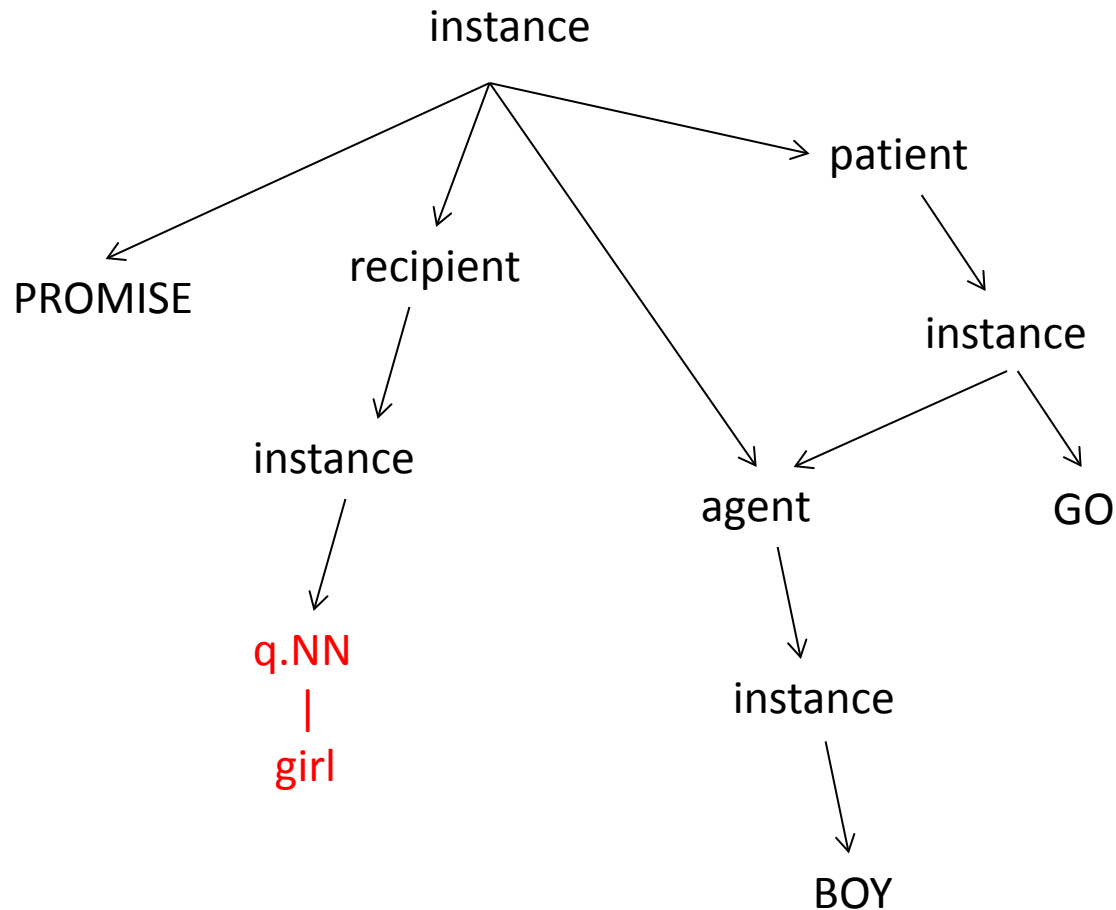 instance
patient
recipient
PROMISE
instance
instance
agent
GO
q.NN
|
girl
instance
BOY